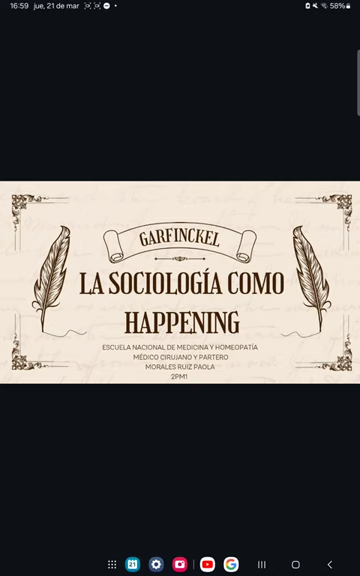 16:59 jue, 21 de mar
58%
GARFINCKEL
LA SOCIOLOGÍA COMO
HAPPENING
ESCUELA NACIONAL DE MEDICINA Y HOMEOPATÍA
MÉDICO CIRUJANO Y PARTERO
MORALES RUIZ PAOLA
2PM1
21